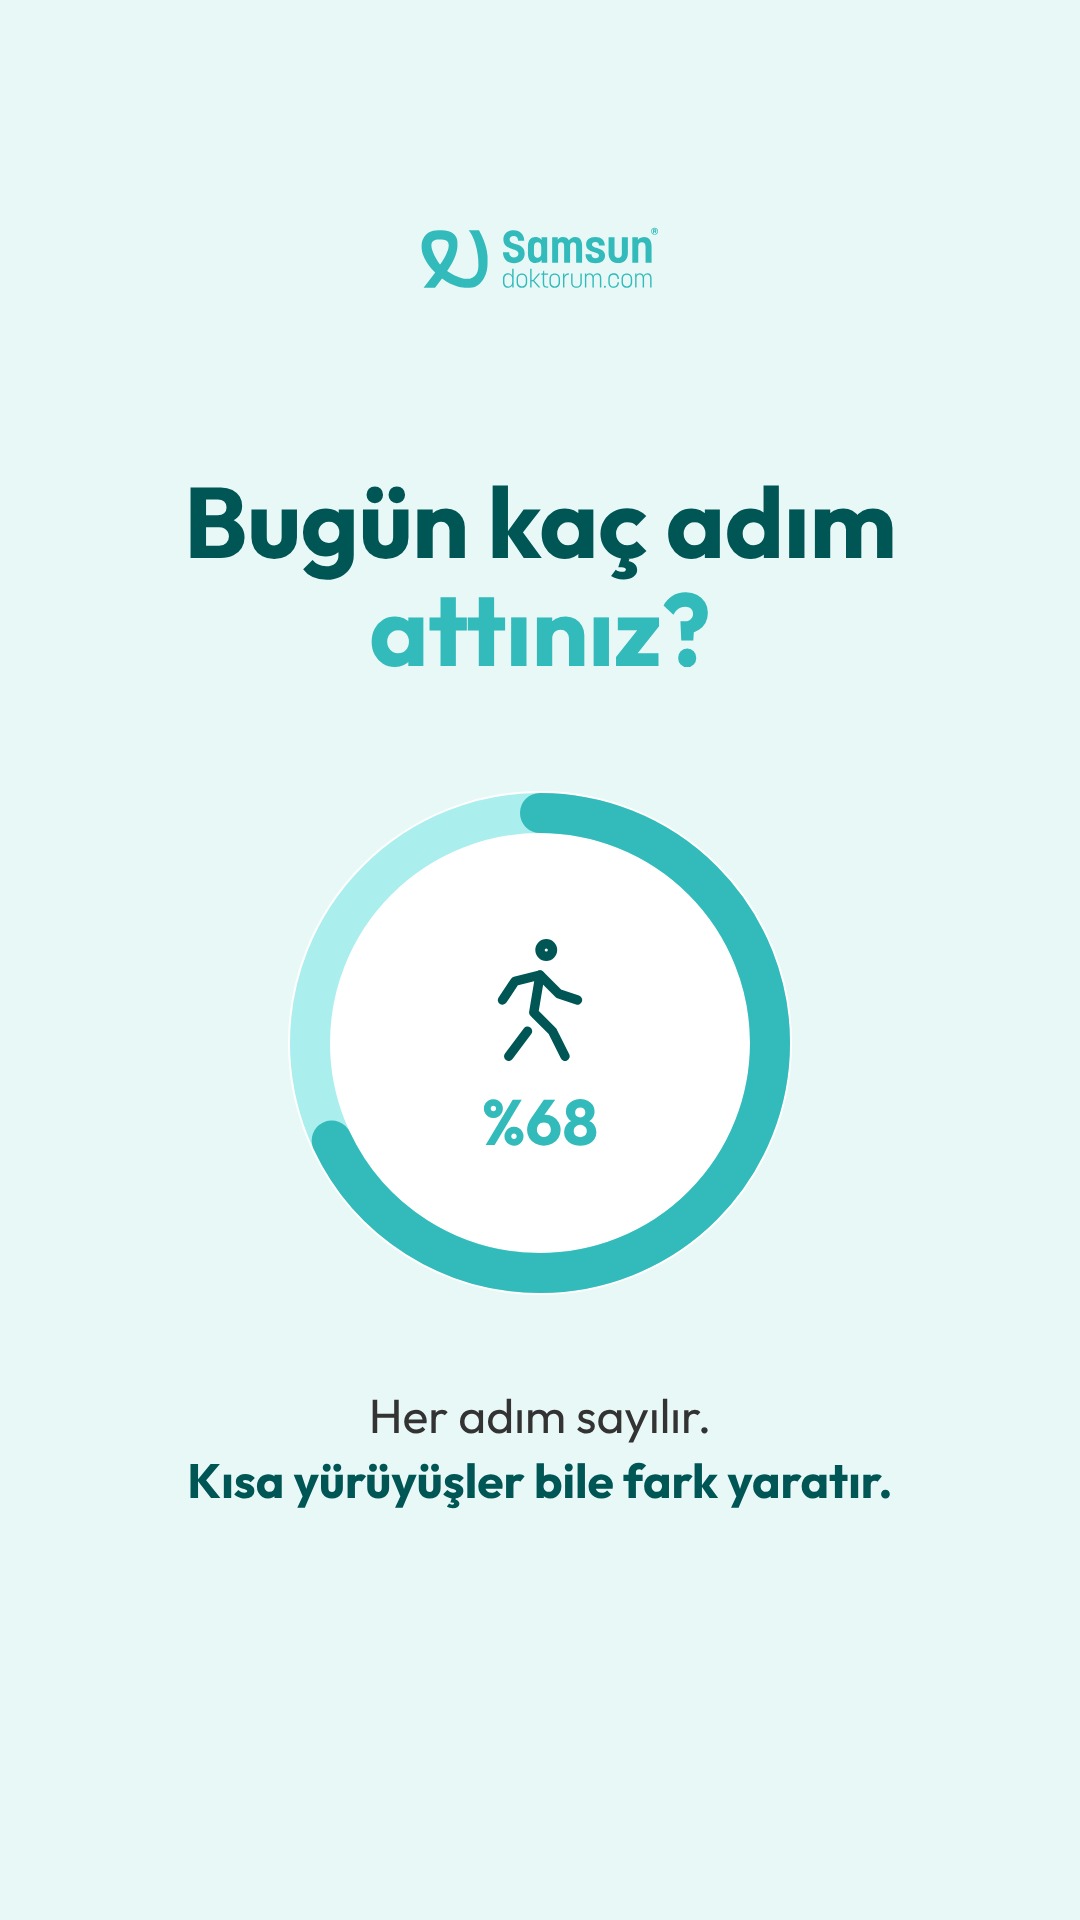 Samsun®
doktorum.com
Bugün kaç adım
attınız?
%68
Her adım sayılır.
Kısa yürüyüşler bile fark yaratır.